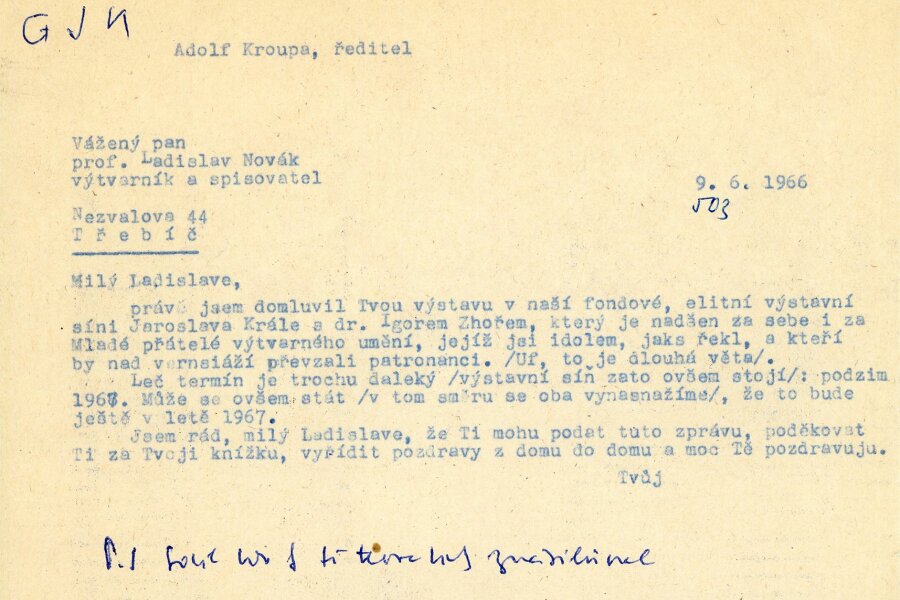 GJK
Adolf Kroupa, ředitel
Vážený pan
prof. Ladislav Novák
výtvarník a spisovatel
9. 6. 1966
503
Nezvalova 44
T ř e b í č
Milý Ladislave,
právě jsem domluvil Tvou výstavu v naší fondové, elitní výstavní
síni Jaroslava Krále s dr. Igorem Zhořem, který je nadšen za sebe i za
Mladé přátelé výtvarného umění, jejíž jsi idolem, jaks řekl, a kteří
by nad vernsiáží převzali patronanci. /Uf, to je dlouhá věta/.
Leč termín je trochu daleký /výstavní síň zato ovšem stojí/: podzim
1967. Může se ovšem stát /v tom směru se oba vynasnažíme/, že to bude
ještě v letě 1967.
Jsem rád, milý Ladislave, že Ti mohu podat tuto zprávu, poděkovat
Ti za Tvoji knížku, vyřídit pozdravy z domu do domu a moc Tě pozdravuju.
Tvůj
P.S